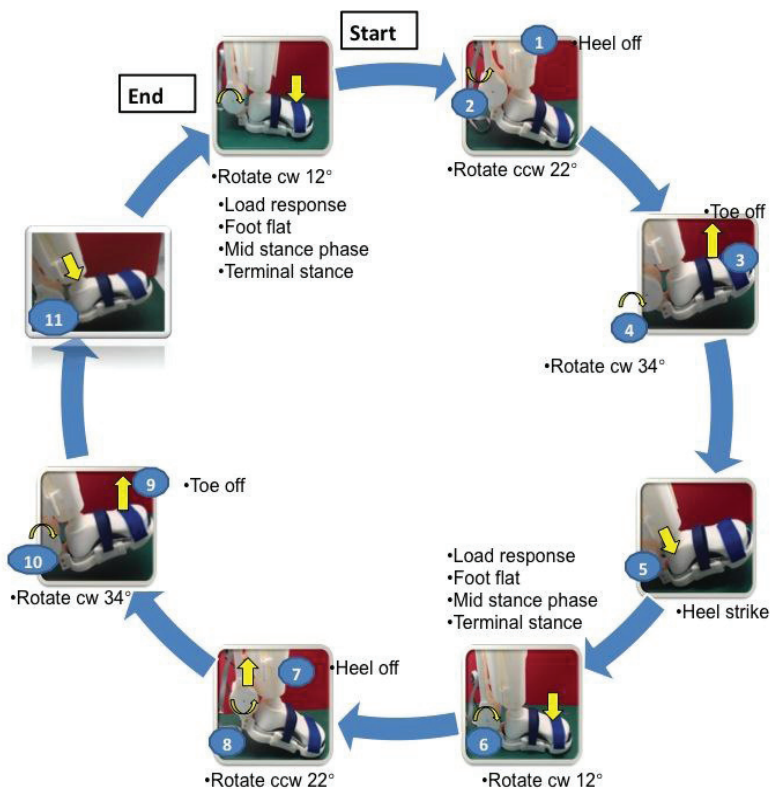 Start
1
•Heel off
2
•Rotate ccw 22°
•Toe off
3
4
•Rotate cw 34°
5
•Heel strike
•Load response
•Foot flat
•Mid stance phase
•Terminal stance
6
•Rotate cw 12°
7
•Heel off
8
•Rotate ccw 22°
9
•Toe off
10
•Rotate cw 34°
11
End
•Rotate cw 12°
•Load response
•Foot flat
•Mid stance phase
•Terminal stance